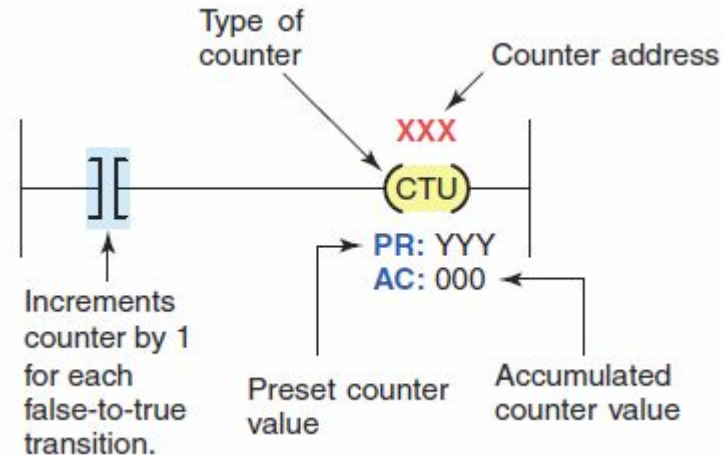 Type of
counter
Counter address
XXX
CTU
PR: YYY
AC: 000
Increments
counter by 1
for each
false-to-true
transition.
Preset counter
value
Accumulated
counter value